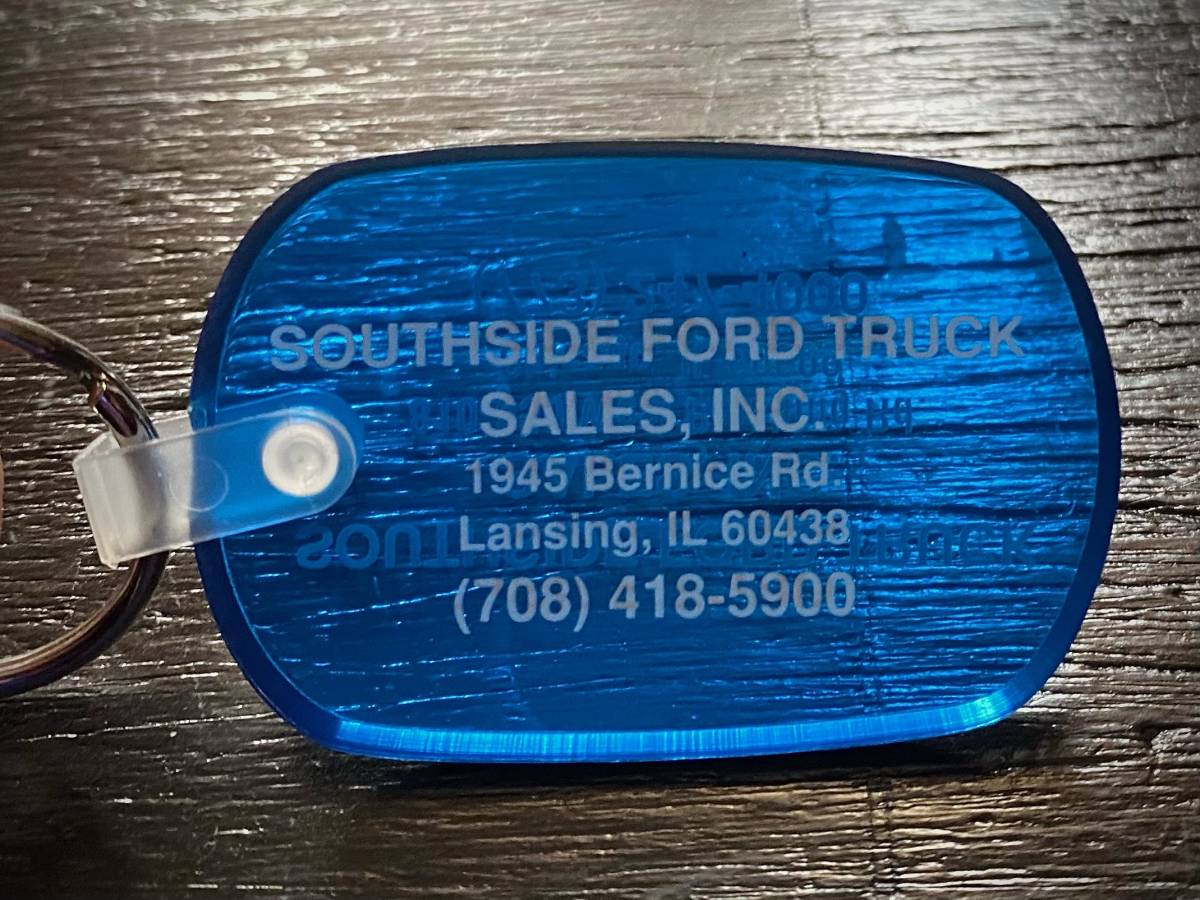 SOUTHSIDE FORD TRUCK
SALES, INC.
1945 Bernice Rd.
Lansing, IL 60438
(708) 418-5900